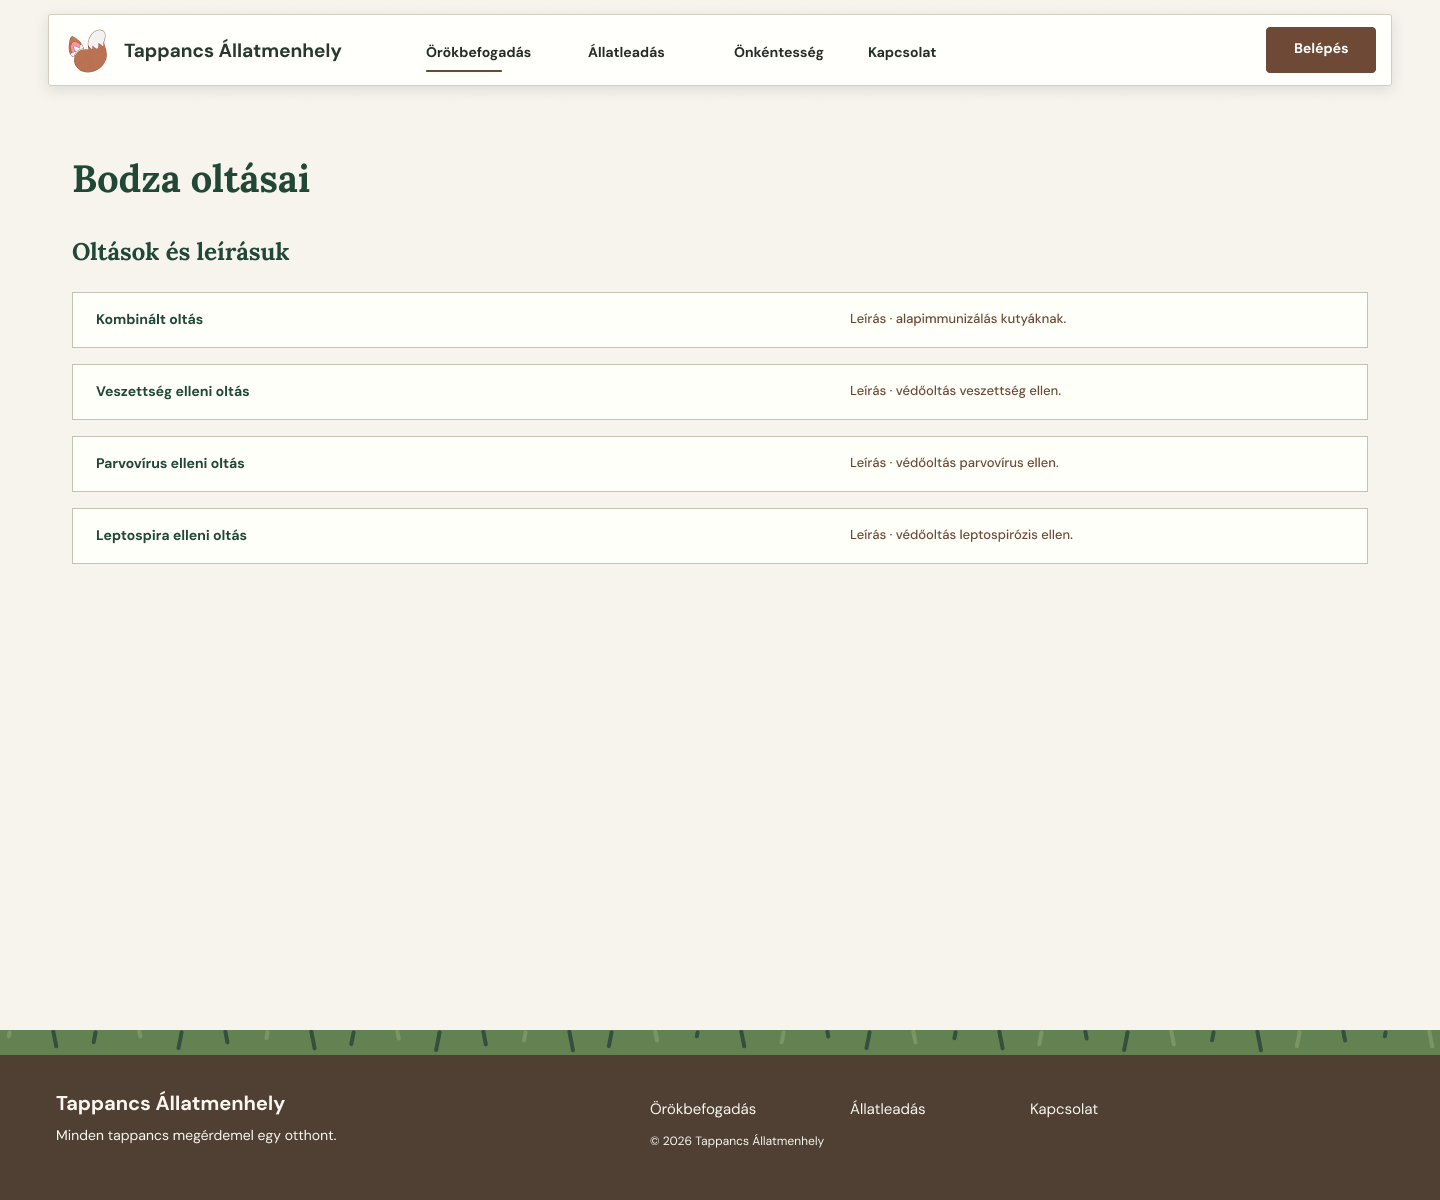 Tappancs Állatmenhely
Örökbefogadás
Állatleadás
Önkéntesség
Kapcsolat
Belépés
Bodza oltásai
Oltások és leírásuk
Kombinált oltás
Leírás · alapimmunizálás kutyáknak.
Veszettség elleni oltás
Leírás · védőoltás veszettség ellen.
Parvovírus elleni oltás
Leírás · védőoltás parvovírus ellen.
Leptospira elleni oltás
Leírás · védőoltás leptospirózis ellen.
Tappancs Állatmenhely
Minden tappancs megérdemel egy otthont.
Örökbefogadás
Állatleadás
Kapcsolat
© 2026 Tappancs Állatmenhely